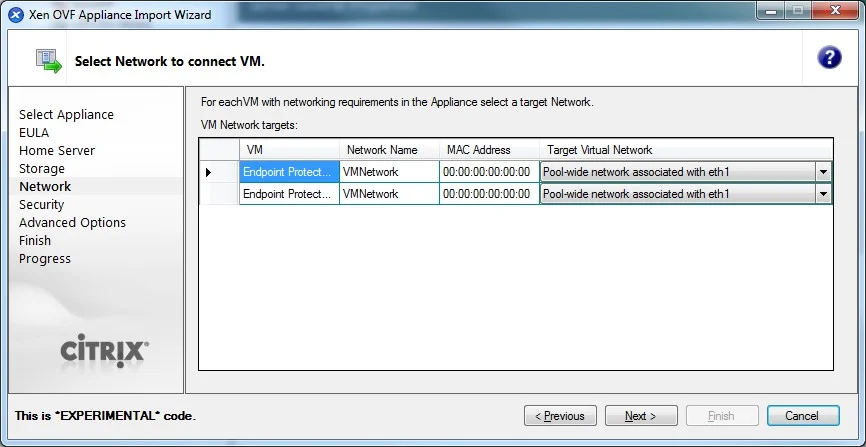 Xen OVF Appliance Import Wizard
Select Network to connect VM.
?
Select Appliance
EULA
Home Server
Storage
Network
Security
Advanced Options
Finish
Progress
CİTRIX®
For eachVM with networking requirements in the Appliance select a target Network.
VM Network targets:
VM Network Name MAC Address Target Virtual Network
Endpoint Protect... VMNetwork 00:00:00:00:00:00 Pool-wide network associated with eth1
Endpoint Protect... VMNetwork 00:00:00:00:00:00 Pool-wide network associated with eth1
This is *EXPERIMENTAL* code.
< Previous Next > Finish Cancel